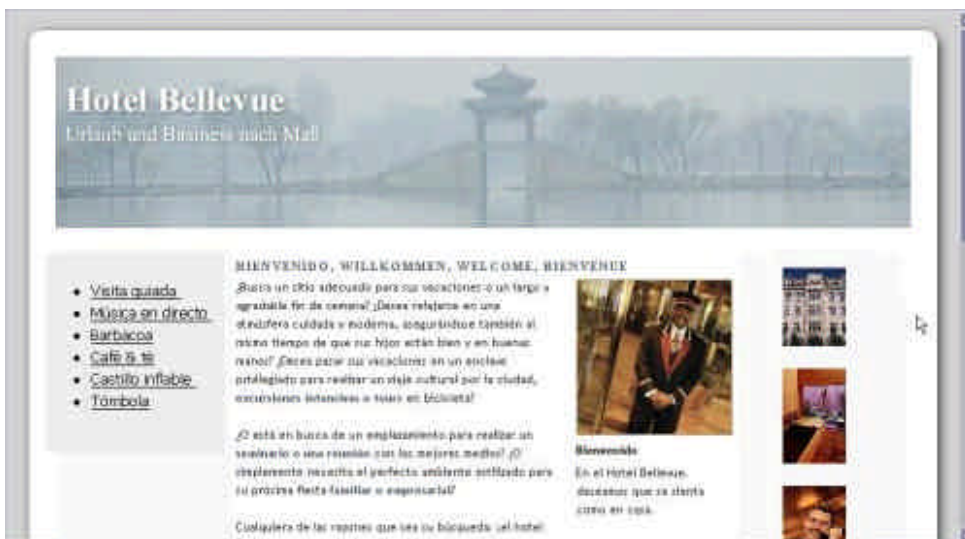 Hotel Bellevue
Urlaub und Business nach Maß
Visita guiada
Música en directo
Barbacoa
Café & té
Castillo inflable
Tómbola
BIENVENIDO, WILLKOMMEN, WELCOME, BIENVENUE
¿Busca un sitio adecuado para sus vacaciones o un largo y
agradable fin de semana? ¿Desea relajarse en una
atmósfera cuidada y moderna, asegurándose también al
mismo tiempo de que sus hijos están bien y en buenas
manos? ¿Desea pasar sus vacaciones en un enclave
privilegiado para realizar un viaje cultural por la ciudad,
excursiones intensivas o tours en bicicleta?
¿O está en busca de un emplazamiento para realizar un
seminario o una reunión con los mejores medios? ¿O
simplemente necesita el perfecto ambiente estilizado para
su próxima fiesta familiar o empresarial?
Cualquiera de las razones que sea su búsqueda: ¡el hotel
Bienvenido
En el Hotel Bellevue,
deseamos que se sienta
como en casa.